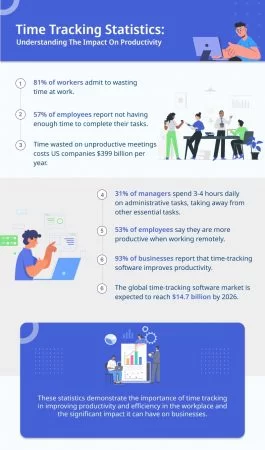 Time Tracking Statistics:
Understanding The Impact On Productivity
1 81% of workers admit to wasting
time at work.
2 57% of employees report not having
enough time to complete their tasks.
3 Time wasted on unproductive meetings
costs US companies $399 billion per
year.
4 31% of managers spend 3-4 hours daily
on administrative tasks, taking away from
other essential tasks.
5 53% of employees say they are more
productive when working remotely.
6 93% of businesses report that time-tracking
software improves productivity.
6 The global time-tracking software market is
expected to reach $14.7 billion by 2026.
These statistics demonstrate the importance of time tracking
in improving productivity and efficiency in the workplace and
the significant impact it can have on businesses.